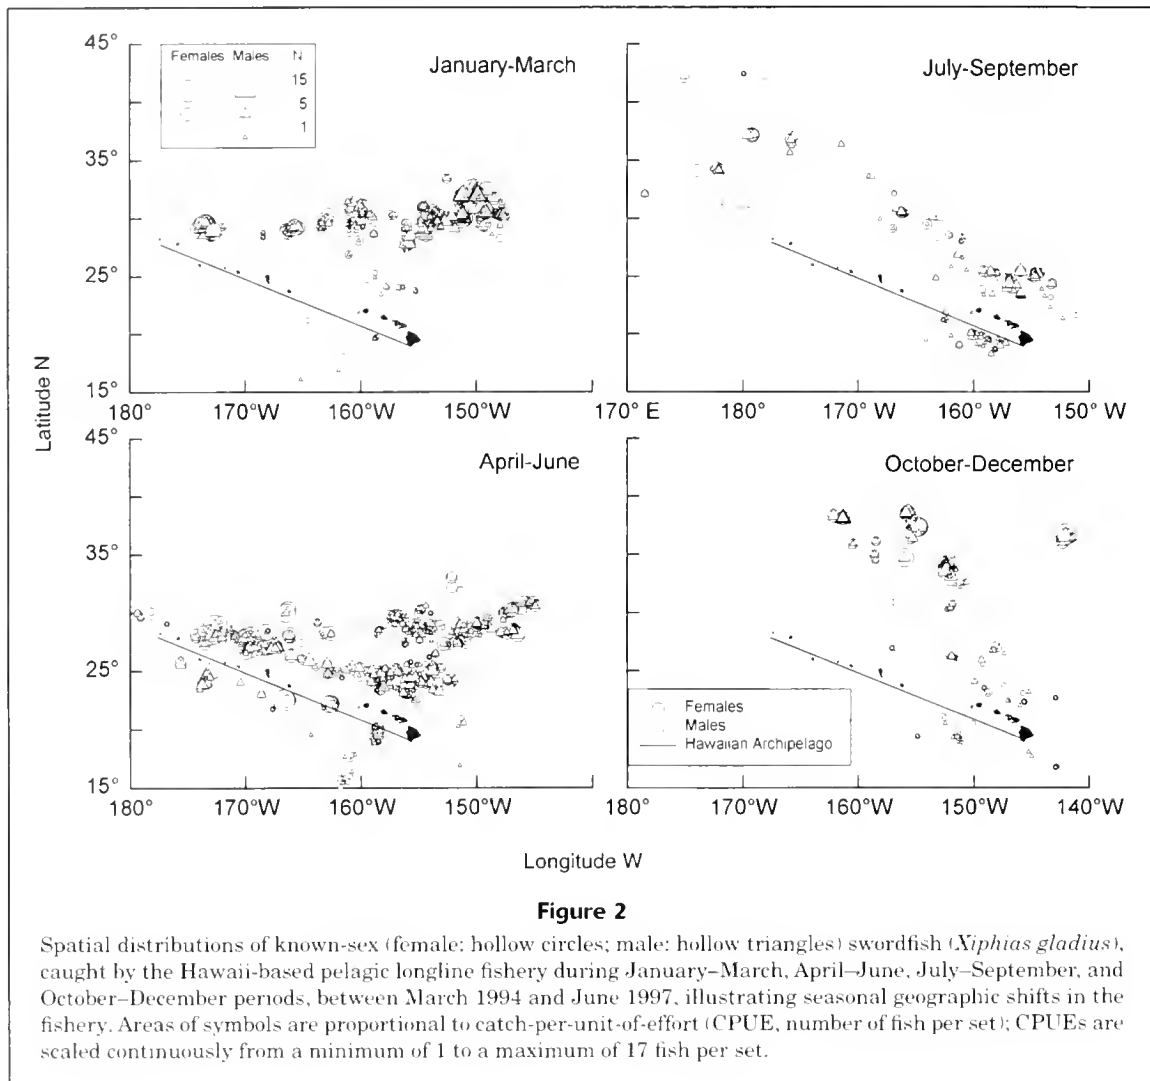 45°
Females Males N
15
5
1
January-March
35°
25°
15°
180° 170°W 160°W 150°W
July-September
170° E 180° 170°W 160°W 150° W
Latitude N
45°
April-June
35°
25°
15°
180° 170°W 160°W 150°W
October-December
Females
Males
Hawaiian Archipelago
180° 170° 160°W 150°W 140°W
Longitude W
Figure 2
Spatial distributions of known-sex (female: hollow circles; male: hollow triangles) swordfish (Xiphias gladius),
caught by the Hawaii-based pelagic longline fishery during January–March, April–June, July–September, and
October–December periods, between March 1994 and June 1997, illustrating seasonal geographic shifts in the
fishery. Areas of symbols are proportional to catch-per-unit-of-effort (CPUE, number of fish per set); CPUEs are
scaled continuously from a minimum of 1 to a maximum of 17 fish per set.